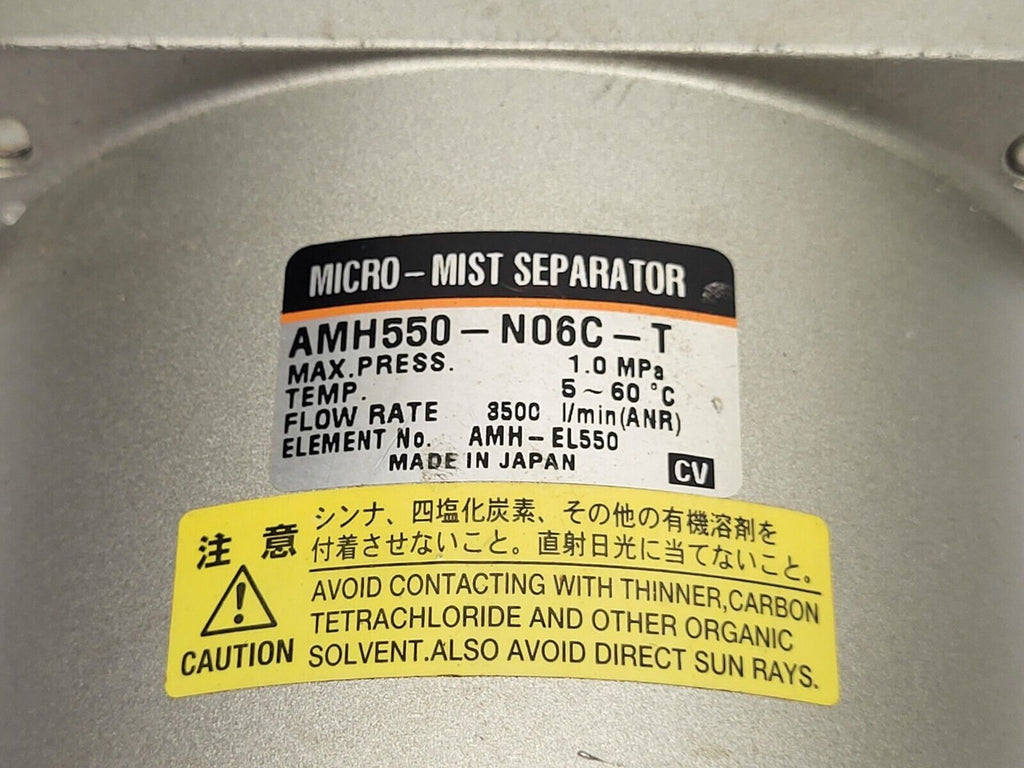 MICRO-MIST SEPARATOR
AMH550-N06C-T
MAX.PRESS. 1.0 MPa
TEMP. 5~60 °C
FLOW RATE 3500 l/min(ANR)
ELEMENT No. AMH-EL550
MADE IN JAPAN
CV
注意
シンナ、四塩化炭素、その他の有機溶剤を
付着させないこと。直射日光に当てないこと。
CAUTION
AVOID CONTACTING WITH THINNER,CARBON
TETRACHLORIDE AND OTHER ORGANIC
SOLVENT.ALSO AVOID DIRECT SUN RAYS.